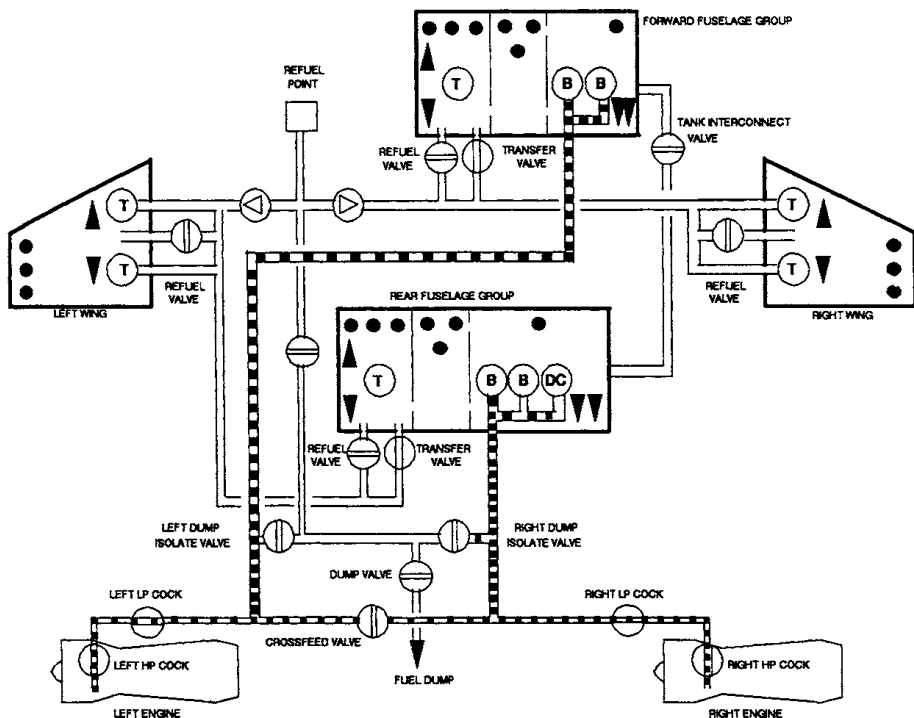 FORWARD FUSELAGE GROUP
REFUEL
POINT
T
B
B
TANK INTERCONNECT
VALVE
REFUEL
VALVE
TRANSFER
VALVE
T
T
T
T
REFUEL
VALVE
REFUEL
VALVE
LEFT WING
REAR FUSELAGE GROUP
RIGHT WING
T
B
B
DC
REFUEL
VALVE
TRANSFER
VALVE
LEFT DUMP
ISOLATE VALVE
RIGHT DUMP
ISOLATE VALVE
DUMP VALVE
LEFT LP COCK
RIGHT LP COCK
CROSSFEED VALVE
LEFT HP COCK
RIGHT HP COCK
FUEL DUMP
LEFT ENGINE
RIGHT ENGINE